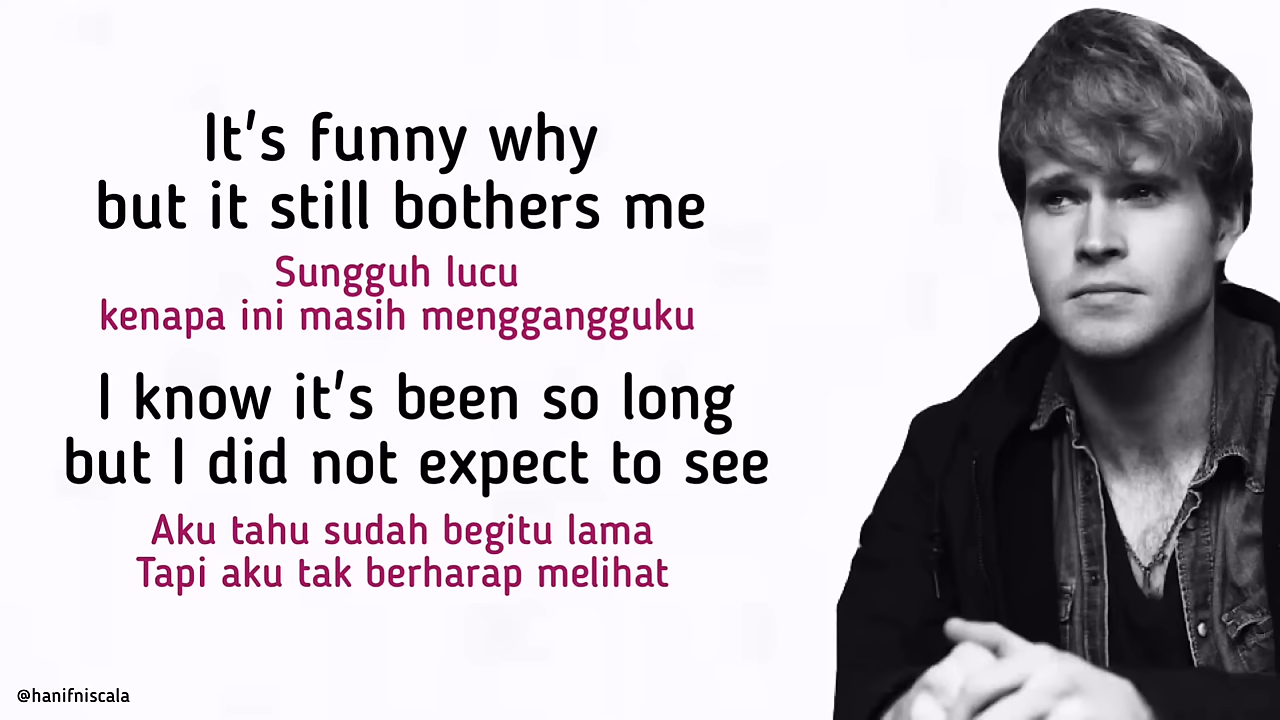 It's funny why
but it still bothers me
Sungguh lucu
kenapa ini masih menggangguku
I know it's been so long
but I did not expect to see
Aku tahu sudah begitu lama
Tapi aku tak berharap melihat
@hanifniscala